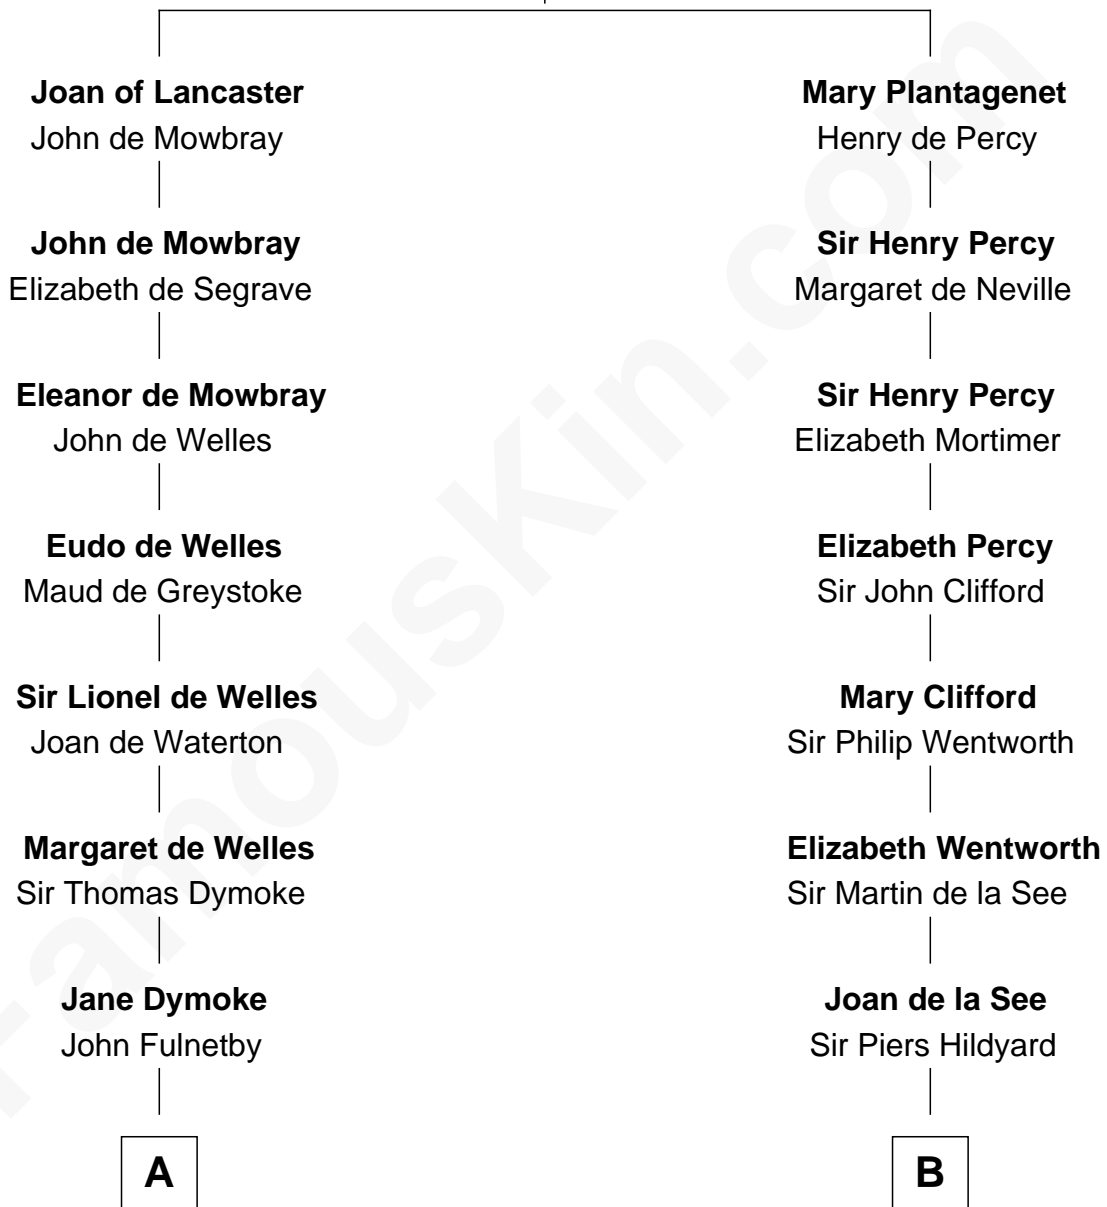 Joan of Lancaster
John de Mowbray
John de Mowbray
Elizabeth de Segrave
Eleanor de Mowbray
John de Welles
Eudo de Welles
Maud de Greystoke
Sir Lionel de Welles
Joan de Waterton
Margaret de Welles
Sir Thomas Dymoke
Jane Dymoke
John Fulnetby
A
Mary Plantagenet
Henry de Percy
Sir Henry Percy
Margaret de Neville
Sir Henry Percy
Elizabeth Mortimer
Elizabeth Percy
Sir John Clifford
Mary Clifford
Sir Philip Wentworth
Elizabeth Wentworth
Sir Martin de la See
Joan de la See
Sir Piers Hildyard
B
FamousKin.com